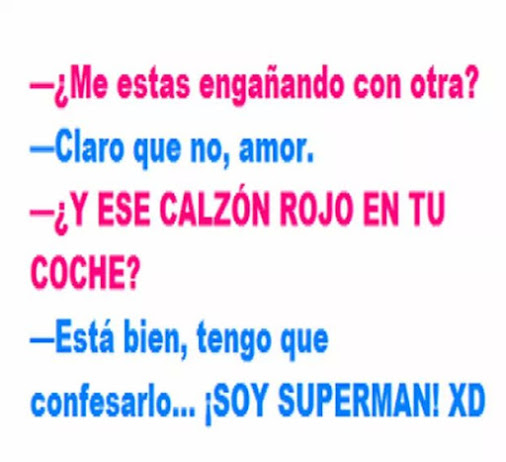 —¿Me estas engañando con otra?
—Claro que no, amor.
—¿Y ESE CALZÓN ROJO EN TU
COCHE?
—Está bien, tengo que
confesarlo... ¡SOY SUPERMAN! XD